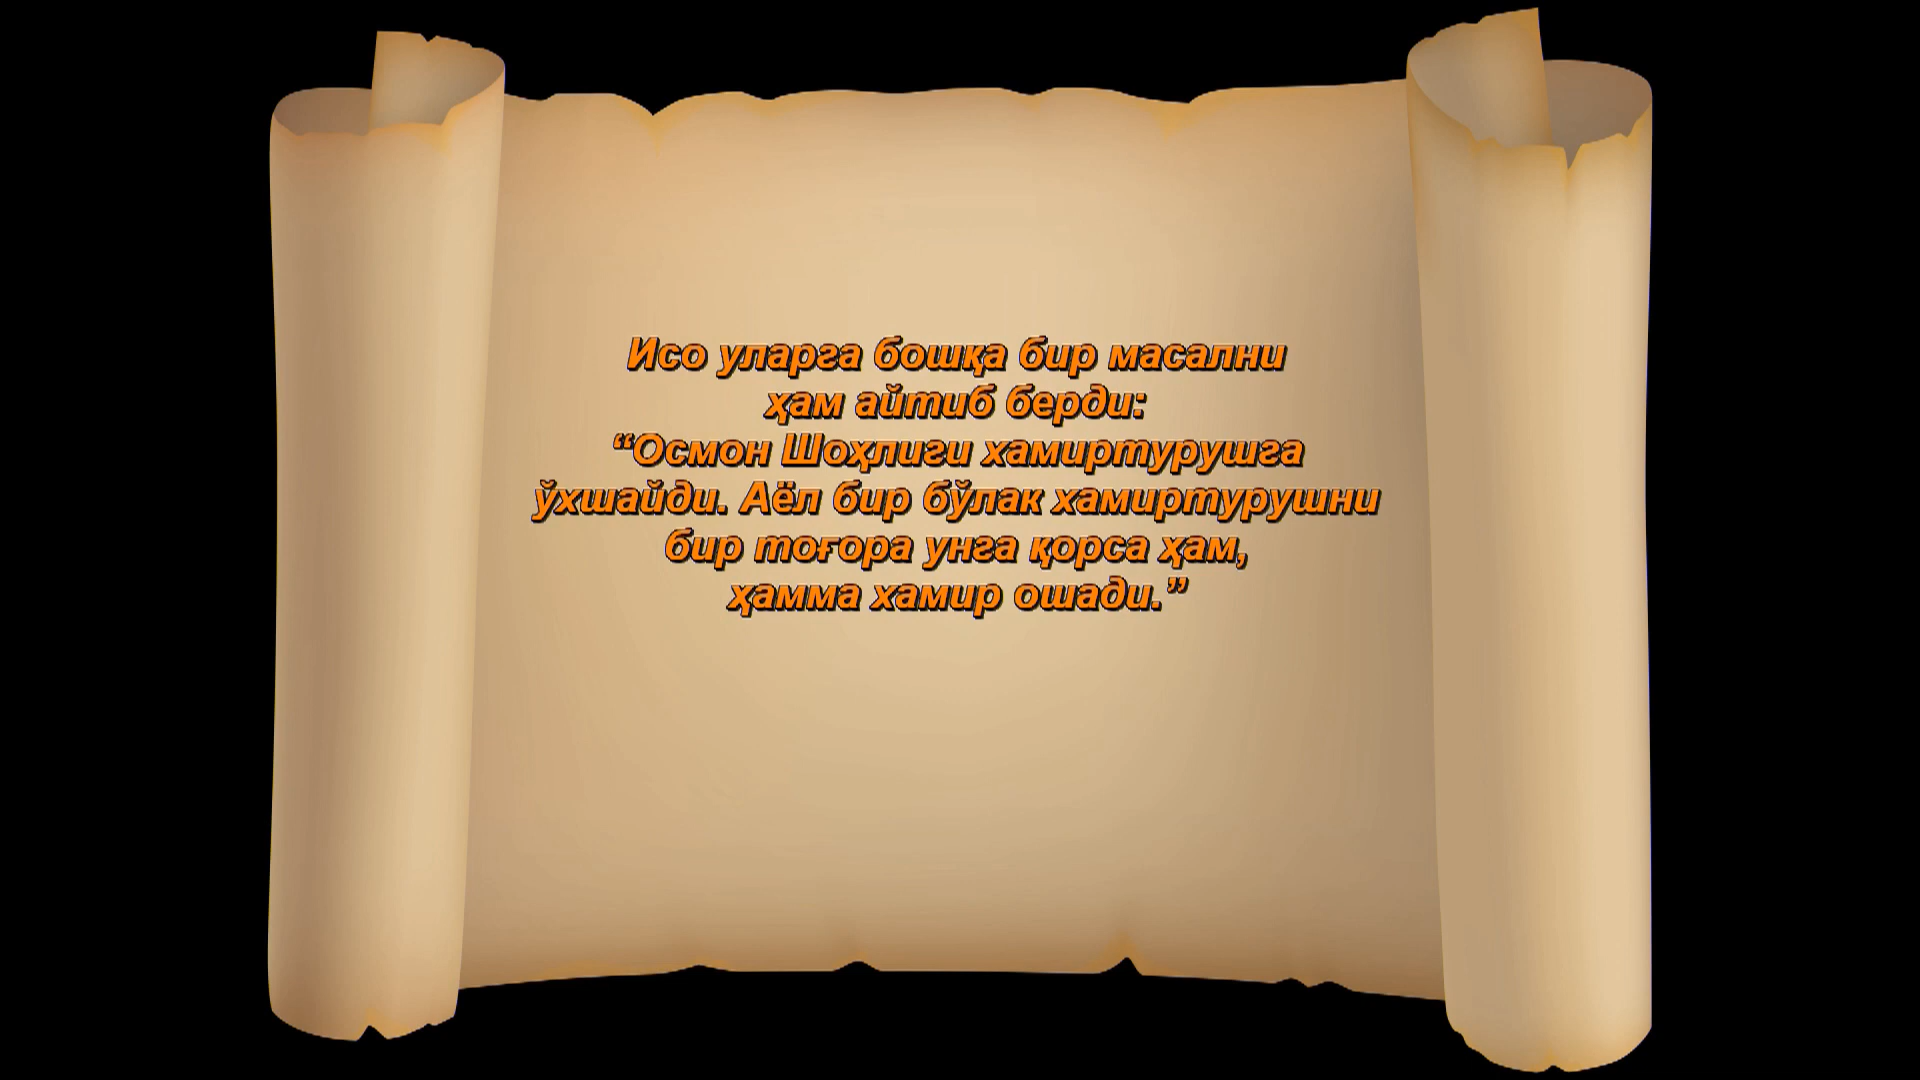 Исо уларга бошқа бир масални
ҳам айтиб берди:
“Осмон Шоҳлиги хамиртурушга
ўхшайди. Аёл бир бўлак хамиртурушни
бир тоғора унга қорса ҳам,
ҳамма хамир ошади.”